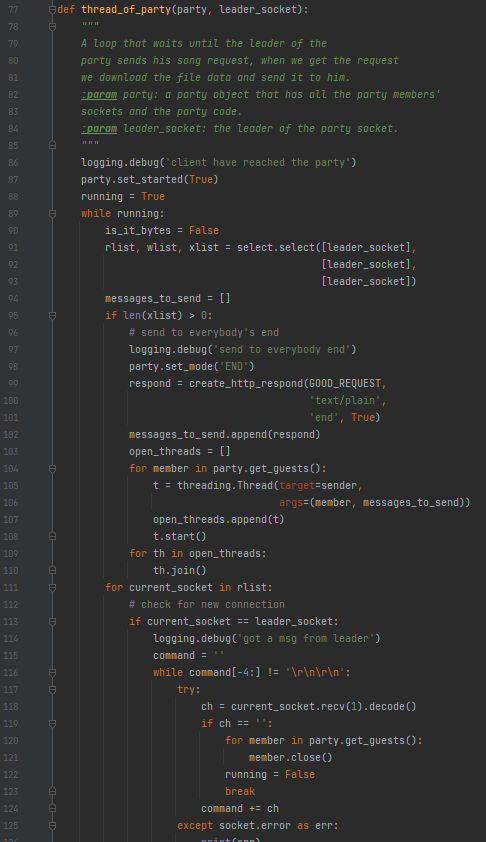 77 def thread_of_party(party, leader_socket):
78     """
79     A loop that waits until the leader of the
80     party sends his song request, when we get the request
81     we download the file data and send it to him.
82     :param party: a party object that has all the party members'
83     sockets and the party code.
84     :param leader_socket: the leader of the party socket.
85     """
86     logging.debug('client have reached the party')
87     party.set_started(True)
88     running = True
89     while running:
90         is_it_bytes = False
91         rlist, wlist, xlist = select.select([leader_socket],
92                                             [leader_socket],
93                                             [leader_socket])
94         messages_to_send = []
95         if len(xlist) > 0:
96             # send to everybody's end
97             logging.debug('send to everybody end')
98             party.set_mode('END')
99             respond = create_http_respond(GOOD_REQUEST,
100                                           'text/plain',
101                                           'end', True)
102             messages_to_send.append(respond)
103             open_threads = []
104             for member in party.get_guests():
105                 t = threading.Thread(target=sender,
106                                      args=(member, messages_to_send))
107                 open_threads.append(t)
108                 t.start()
109             for th in open_threads:
110                 th.join()
111         for current_socket in rlist:
112             # check for new connection
113             if current_socket == leader_socket:
114                 logging.debug('got a msg from leader')
115                 command = ''
116                 while command[-4:] != '\r\n\r\n':
117                     try:
118                         ch = current_socket.recv(1).decode()
119                         if ch == '':
120                             for member in party.get_guests():
121                                 member.close()
122                             running = False
123                             break
124                         command += ch
125                     except socket.error as err:
126                         print(err)